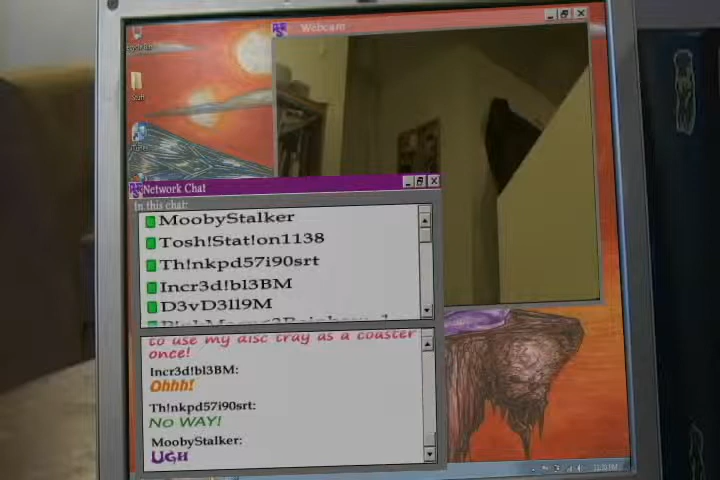 Webcam
Network Chat
In this chat:
MoobyStalker
Tosh!Stat!on1138
Th!nkpd57i90srt
Incr3d!bl3BM
D3vD3ll9M
to use my disc tray as a coaster
once!
Incr3d!bl3BM:
Ohhh!
Th!nkpd57i90srt:
No WAY!
MoobyStalker:
UGH